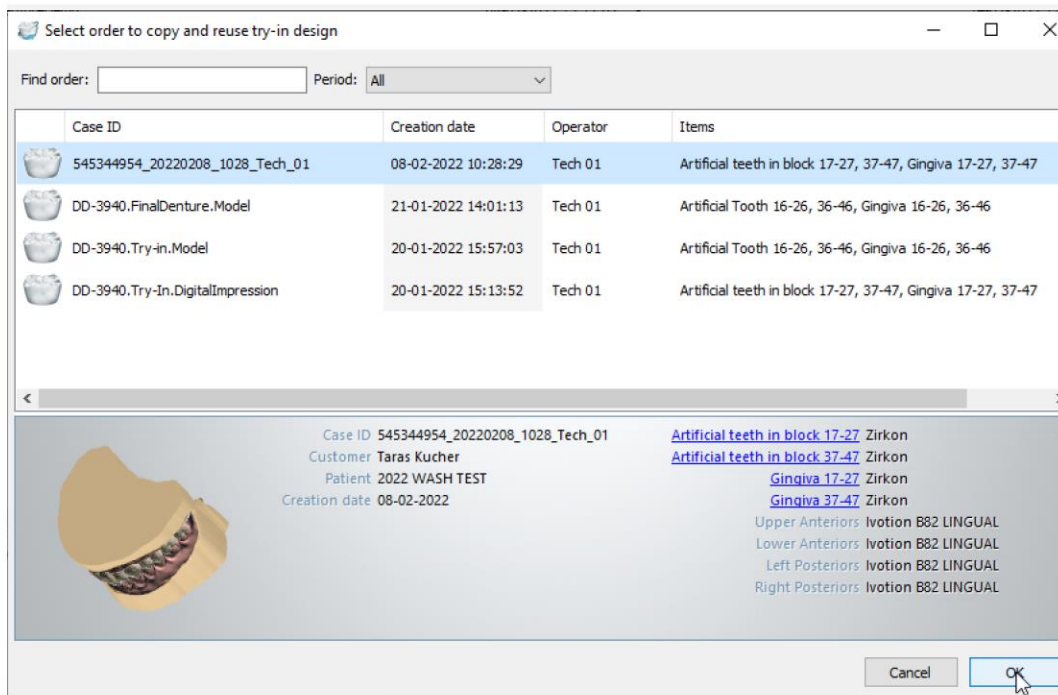 Select order to copy and reuse try-in design
Find order: Period: All
Case ID Creation date Operator Items
545344954_20220208_1028_Tech_01 08-02-2022 10:28:29 Tech 01 Artificial teeth in block 17-27, 37-47, Gingiva 17-27, 37-47
DD-3940.FinalDenture.Model 21-01-2022 14:01:13 Tech 01 Artificial Tooth 16-26, 36-46, Gingiva 16-26, 36-46
DD-3940.Try-in.Model 20-01-2022 15:57:03 Tech 01 Artificial Tooth 16-26, 36-46, Gingiva 16-26, 36-46
DD-3940.Try-In.DigitalImpression 20-01-2022 15:13:52 Tech 01 Artificial teeth in block 17-27, 37-47, Gingiva 17-27, 37-47
Case ID 545344954_20220208_1028_Tech_01 Artificial teeth in block 17-27 Zirkon
Customer Taras Kucher Artificial teeth in block 37-47 Zirkon
Patient 2022 WASH TEST Gingiva 17-27 Zirkon
Creation date 08-02-2022 Gingiva 37-47 Zirkon
Upper Anteriors Ivotion B82 LINGUAL
Lower Anteriors Ivotion B82 LINGUAL
Left Posteriors Ivotion B82 LINGUAL
Right Posteriors Ivotion B82 LINGUAL
Cancel OK